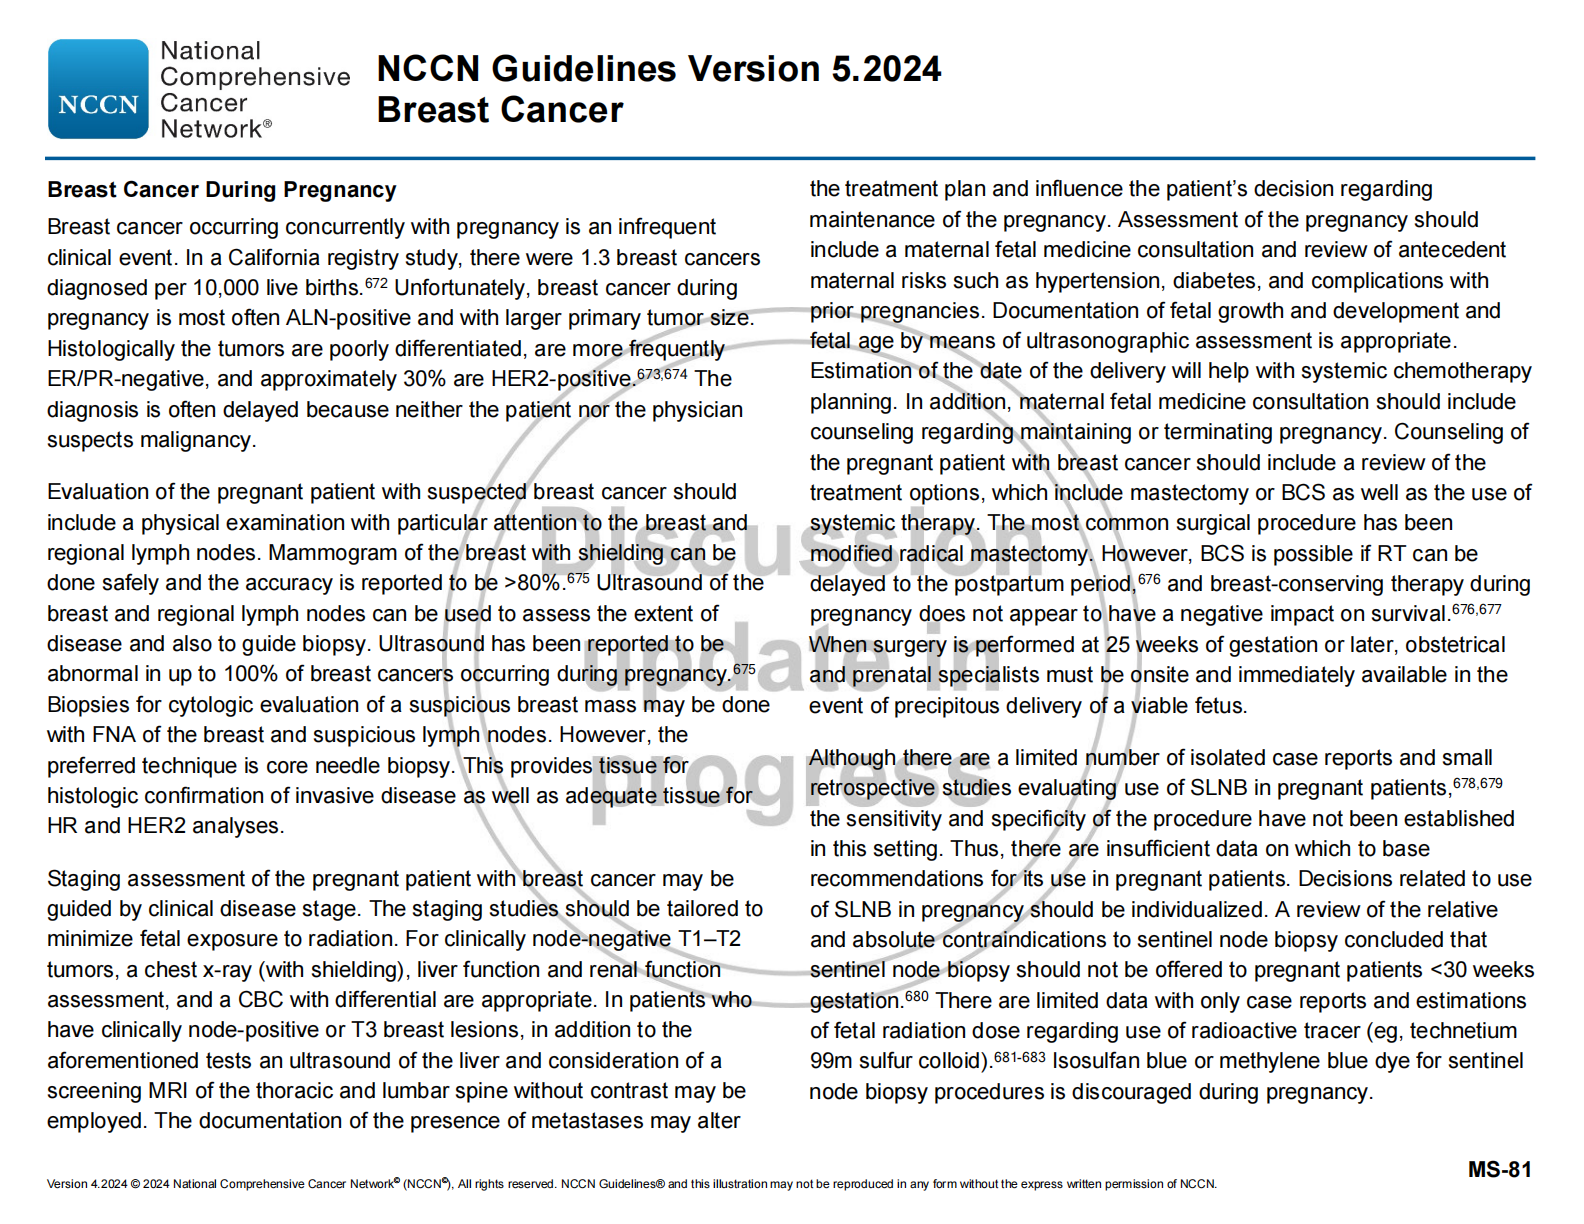 National
Comprehensive
Cancer
Network®
NCCN
NCCN Guidelines Version 5.2024
Breast Cancer
Breast Cancer During Pregnancy
Breast cancer occurring concurrently with pregnancy is an infrequent
clinical event. In a California registry study, there were 1.3 breast cancers
diagnosed per 10,000 live births.672 Unfortunately, breast cancer during
pregnancy is most often ALN-positive and with larger primary tumor size.
Histologically the tumors are poorly differentiated, are more frequently
ER/PR-negative, and approximately 30% are HER2-positive.673,674 The
diagnosis is often delayed because neither the patient nor the physician
suspects malignancy.
Evaluation of the pregnant patient with suspected breast cancer should
include a physical examination with particular attention to the breast and
regional lymph nodes. Mammogram of the breast with shielding can be
done safely and the accuracy is reported to be >80%.675 Ultrasound of the
breast and regional lymph nodes can be used to assess the extent of
disease and also to guide biopsy. Ultrasound has been reported to be
abnormal in up to 100% of breast cancers occurring during pregnancy.675
Biopsies for cytologic evaluation of a suspicious breast mass may be done
with FNA of the breast and suspicious lymph nodes. However, the
preferred technique is core needle biopsy. This provides tissue for
histologic confirmation of invasive disease as well as adequate tissue for
HR and HER2 analyses.
Staging assessment of the pregnant patient with breast cancer may be
guided by clinical disease stage. The staging studies should be tailored to
minimize fetal exposure to radiation. For clinically node-negative T1–T2
tumors, a chest x-ray (with shielding), liver function and renal function
assessment, and a CBC with differential are appropriate. In patients who
have clinically node-positive or T3 breast lesions, in addition to the
aforementioned tests an ultrasound of the liver and consideration of a
screening MRI of the thoracic and lumbar spine without contrast may be
employed. The documentation of the presence of metastases may alter
the treatment plan and influence the patient's decision regarding
maintenance of the pregnancy. Assessment of the pregnancy should
include a maternal fetal medicine consultation and review of antecedent
maternal risks such as hypertension, diabetes, and complications with
prior pregnancies. Documentation of fetal growth and development and
fetal age by means of ultrasonographic assessment is appropriate.
Estimation of the date of the delivery will help with systemic chemotherapy
planning. In addition, maternal fetal medicine consultation should include
counseling regarding maintaining or terminating pregnancy. Counseling of
the pregnant patient with breast cancer should include a review of the
treatment options, which include mastectomy or BCS as well as the use of
systemic therapy. The most common surgical procedure has been
modified radical mastectomy. However, BCS is possible if RT can be
delayed to the postpartum period,676 and breast-conserving therapy during
pregnancy does not appear to have a negative impact on survival.676,677
When surgery is performed at 25 weeks of gestation or later, obstetrical
and prenatal specialists must be onsite and immediately available in the
event of precipitous delivery of a viable fetus.
Although there are a limited number of isolated case reports and small
retrospective studies evaluating use of SLNB in pregnant patients,678,679
the sensitivity and specificity of the procedure have not been established
in this setting. Thus, there are insufficient data on which to base
recommendations for its use in pregnant patients. Decisions related to use
of SLNB in pregnancy should be individualized. A review of the relative
and absolute contraindications to sentinel node biopsy concluded that
sentinel node biopsy should not be offered to pregnant patients <30 weeks
gestation.680 There are limited data with only case reports and estimations
of fetal radiation dose regarding use of radioactive tracer (eg, technetium
99m sulfur colloid).681-683 Isosulfan blue or methylene blue dye for sentinel
node biopsy procedures is discouraged during pregnancy.
Discussion
update in
progress
MS-81
Version 4.2024 © 2024 National Comprehensive Cancer Network© (NCCN©), All rights reserved. NCCN Guidelines® and this illustration may not be reproduced in any form without the express written permission of NCCN.